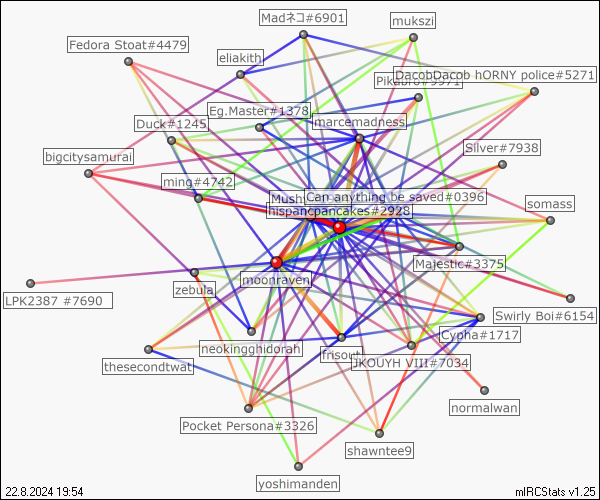 Madネコ#6901
mukszi
Fedora Stoat#4479
eliakith
DacobDacob hORNY police#5271
Eg.Master#1378
Duck#1245
marcemadness
bigcitysamurai
Silver#7938
ming#4742
Can anything be saved#0396
hispancpancakes#2928
somass
Majestic#3375
moonraven
zebula
LPK2387 #7690
Swirly Boi#6154
Cypha#1717
neokingghidorah
frisout
JKOUYH VIII#7034
thesecondtwat
normalwan
Pocket Persona#3326
shawntee9
yoshimanden
22.8.2024 19:54
mIRCStats v1.25